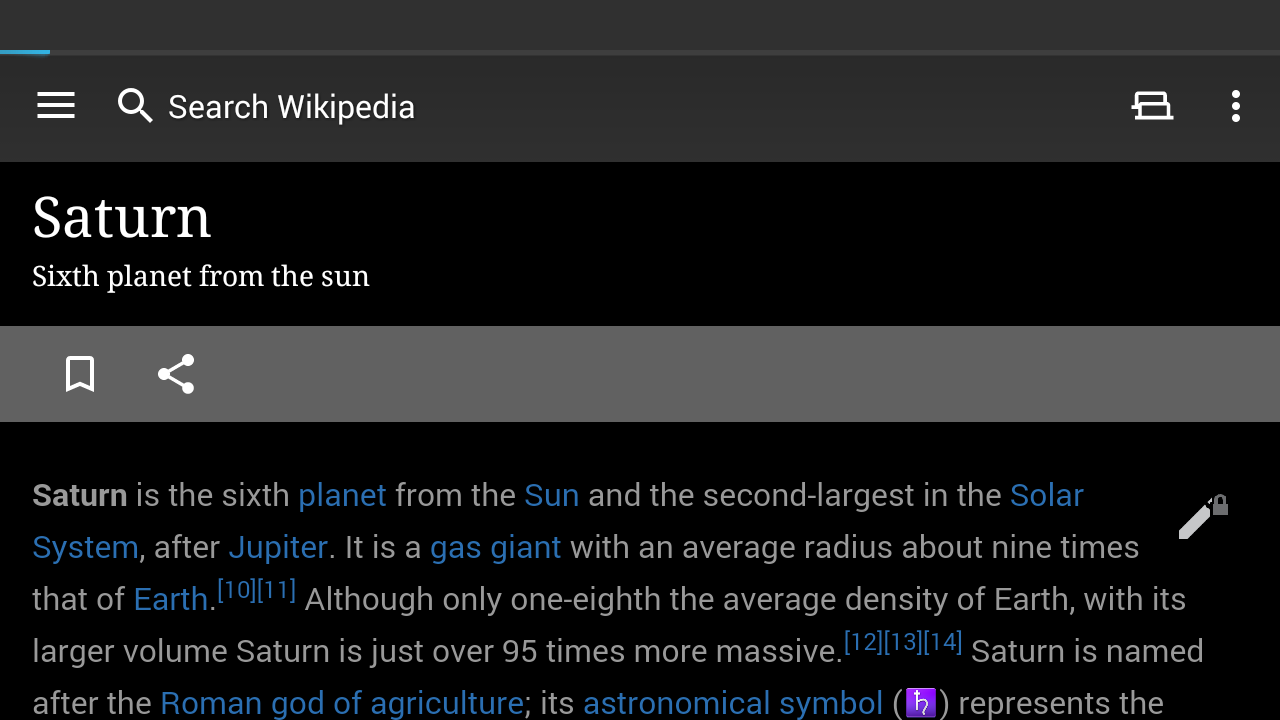 Search Wikipedia
Saturn
Sixth planet from the sun
Saturn is the sixth planet from the Sun and the second-largest in the Solar
System, after Jupiter. It is a gas giant with an average radius about nine times
that of Earth.[10][11] Although only one-eighth the average density of Earth, with its
larger volume Saturn is just over 95 times more massive.[12][13][14] Saturn is named
after the Roman god of agriculture; its astronomical symbol (♄) represents the